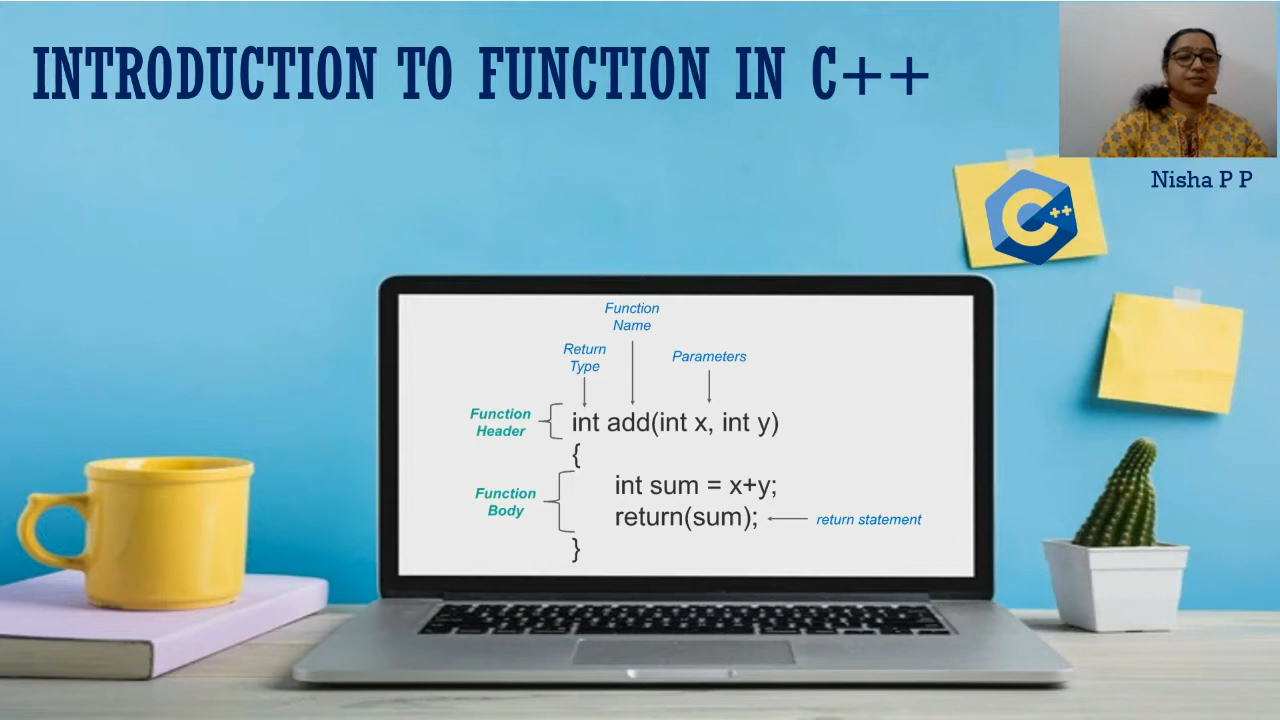 INTRODUCTION TO FUNCTION IN C++
Nisha P P
C++
Function
Name
Return
Type
Parameters
Function
Header
int add(int x, int y)
{
Function
Body
int sum = x+y;
return(sum);
return statement
}